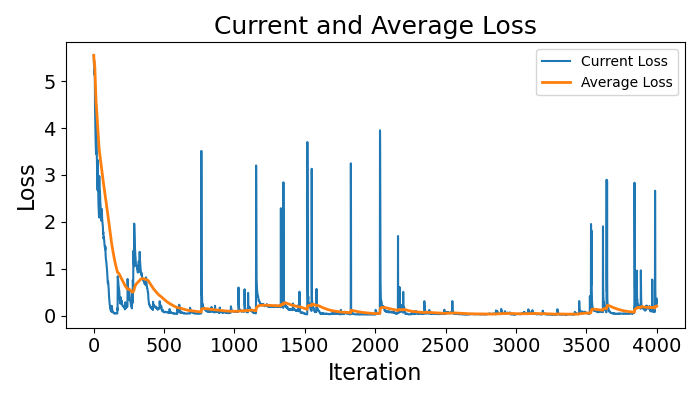 Current and Average Loss
Current Loss
Average Loss
Loss
5
4
3
2
1
0
0 500 1000 1500 2000 2500 3000 3500 4000
Iteration